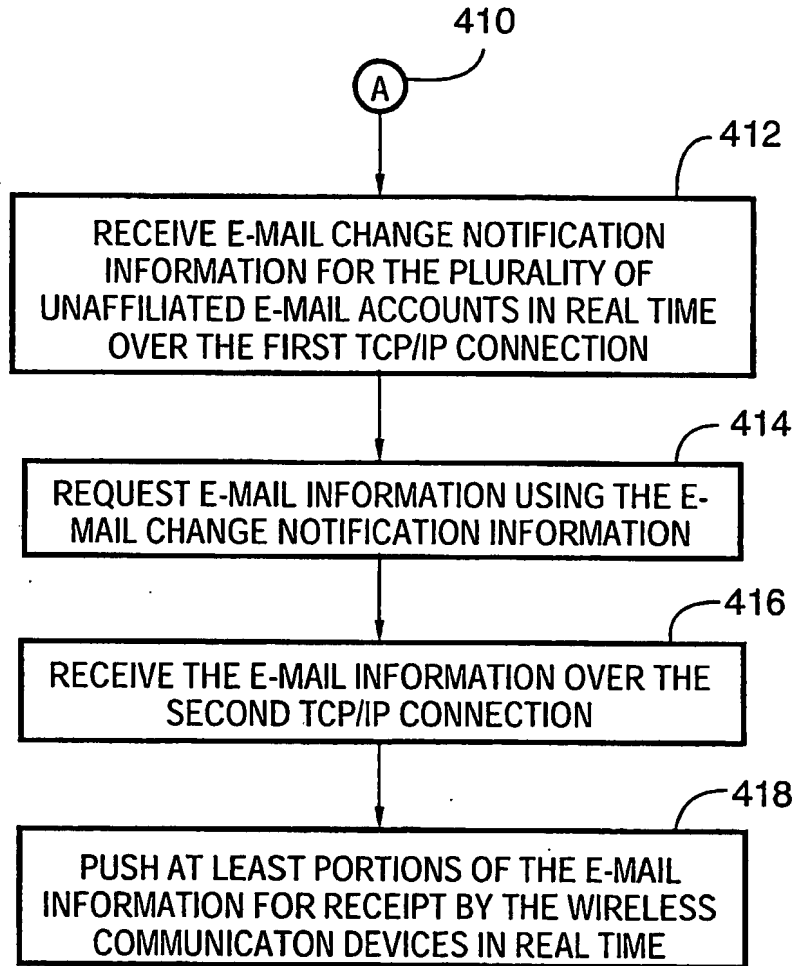 410
A
412
RECEIVE E-MAIL CHANGE NOTIFICATION
INFORMATION FOR THE PLURALITY OF
UNAFFILIATED E-MAIL ACCOUNTS IN REAL TIME
OVER THE FIRST TCP/IP CONNECTION
414
REQUEST E-MAIL INFORMATION USING THE E-
MAIL CHANGE NOTIFICATION INFORMATION
416
RECEIVE THE E-MAIL INFORMATION OVER THE
SECOND TCP/IP CONNECTION
418
PUSH AT LEAST PORTIONS OF THE E-MAIL
INFORMATION FOR RECEIPT BY THE WIRELESS
COMMUNICATON DEVICES IN REAL TIME